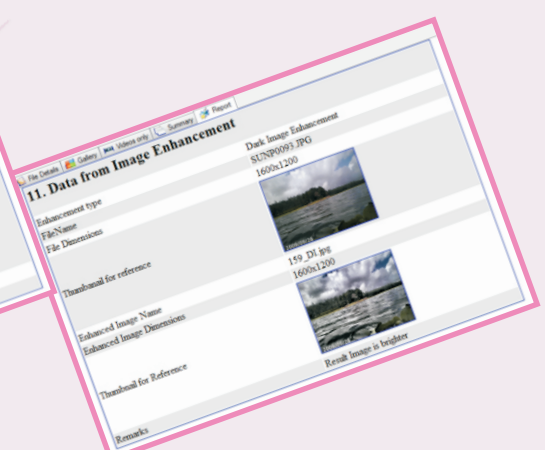 File Details Gallery Videos only Summary Report
11. Data from Image Enhancement
Enhancement type Dark Image Enhancement
FileName SUNP0093.JPG
File Dimensions 1600x1200
Thumbanail for reference
Enhanced Image Name 159_DI.jpg
Enhanced Image Dimensions 1600x1200
Thumbnail for Reference
Remarks Result Image is brighter